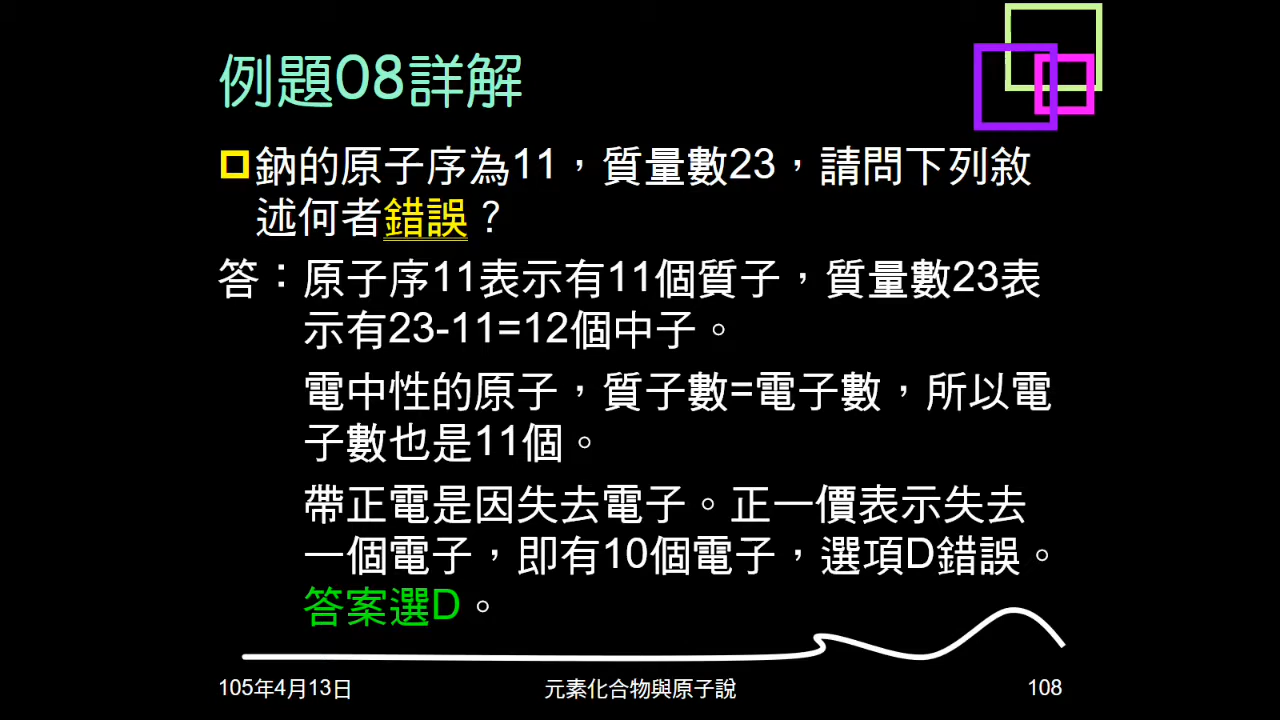 例題08詳解
鈉的原子序為11，質量數23，請問下列敘
述何者錯誤？
答：原子序11表示有11個質子，質量數23表
示有23-11=12個中子。
電中性的原子，質子數=電子數，所以電
子數也是11個。
帶正電是因失去電子。正一價表示失去
一個電子，即有10個電子，選項D錯誤。
答案選D。
105年4月13日
元素化合物與原子說
108